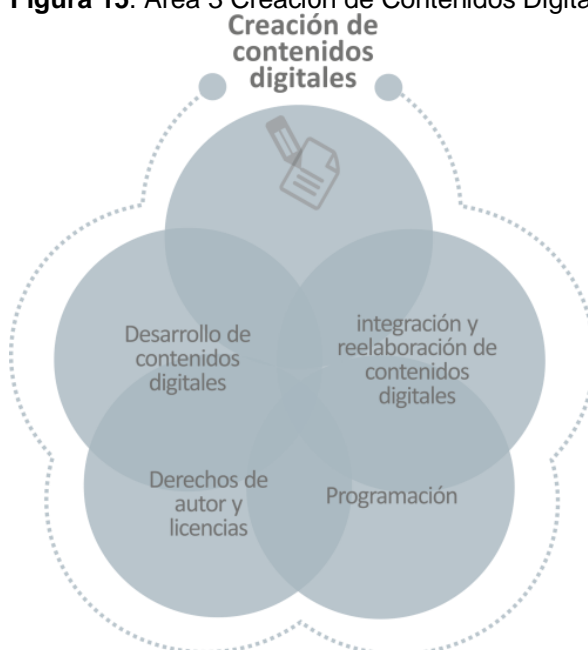 Figura 15: Área 3 Creación de Contenidos
Creación de
contenidos
digitales
Desarrollo de
contenidos
digitales
integración y
reelaboración de
contenidos
digitales
Derechos de
autor y
licencias
Programación